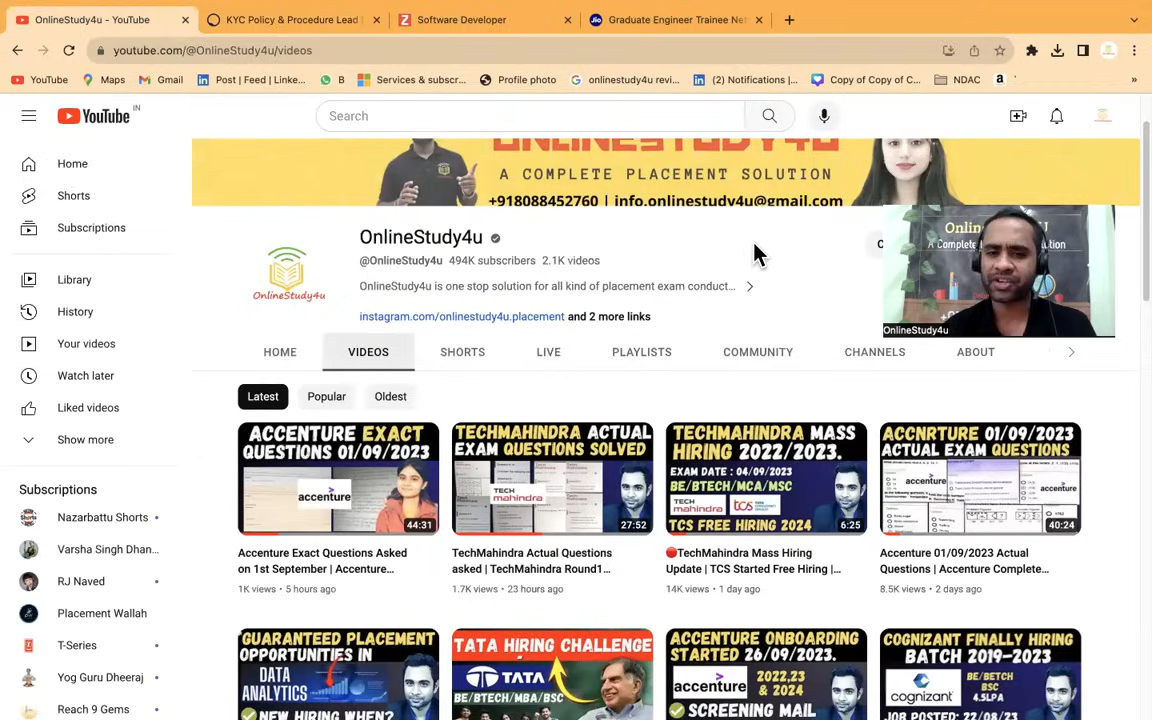 OnlineStudy4u - YouTube
KYC Policy & Procedure Lead
Software Developer
Graduate Engineer Trainee Net
youtube.com/@OnlineStudy4u/videos
YouTube
Maps
Gmail
Post | Feed | Linke...
B
Services & subscr...
Profile photo
onlinestudy4u revi...
(2) Notifications |...
Copy of Copy of C...
NDAC
YouTube IN
Search
Home
Shorts
Subscriptions
Library
History
Your videos
Watch later
Liked videos
Show more
Subscriptions
Nazarbattu Shorts
Varsha Singh Dhan...
RJ Naved
Placement Wallah
T-Series
Yog Guru Dheeraj
Reach 9 Gems
ONLINESTUDY4U
A COMPLETE PLACEMENT SOLUTION
+918088452760 | info.onlinestudy4u@gmail.com
OnlineStudy4u
OnlineStudy4u
@OnlineStudy4u 494K subscribers 2.1K videos
OnlineStudy4u is one stop solution for all kind of placement exam conduct...
instagram.com/onlinestudy4u.placement and 2 more links
OnlineStudy4u
HOME
VIDEOS
SHORTS
LIVE
PLAYLISTS
COMMUNITY
CHANNELS
ABOUT
Latest
Popular
Oldest
ACCENTURE EXACT
QUESTIONS 01/09/2023
accenture
44:31
Accenture Exact Questions Asked
on 1st September | Accenture...
1K views • 5 hours ago
TECHMAHINDRA ACTUAL
EXAM QUESTIONS SOLVED
TECH
mahindra
27:52
TechMahindra Actual Questions
asked | TechMahindra Round1...
1.7K views • 23 hours ago
TECHMAHINDRA MASS
HIRING 2022/2023.
EXAM DATE : 04/09/2023
BE/BTECH/MCA/MSC
TECH
mahindra
tcs
TCS FREE HIRING 2024
6:25
🔴TechMahindra Mass Hiring
Update | TCS Started Free Hiring |...
14K views • 1 day ago
ACCNRTURE 01/09/2023
ACTUAL EXAM QUESTIONS
accenture
accenture
40:24
Accenture 01/09/2023 Actual
Questions | Accenture Complete...
8.5K views • 2 days ago
GUARANTEED PLACEMENT
OPPORTUNITIES IN
DATA
ANALYTICS
NEW HIRING WHEN?
TATA HIRING CHALLENGE
TATA
BE/BTECH/MBA/BSC
ACCENTURE ONBOARDING
STARTED 26/09/2023.
accenture
2022,23
& 2024
SCREENING MAIL
COGNIZANT FINALLY HIRING
BATCH 2019-2023
cognizant
BE/BETCH
BSC
4.5LPA
JOB POSTED: 22/08/23